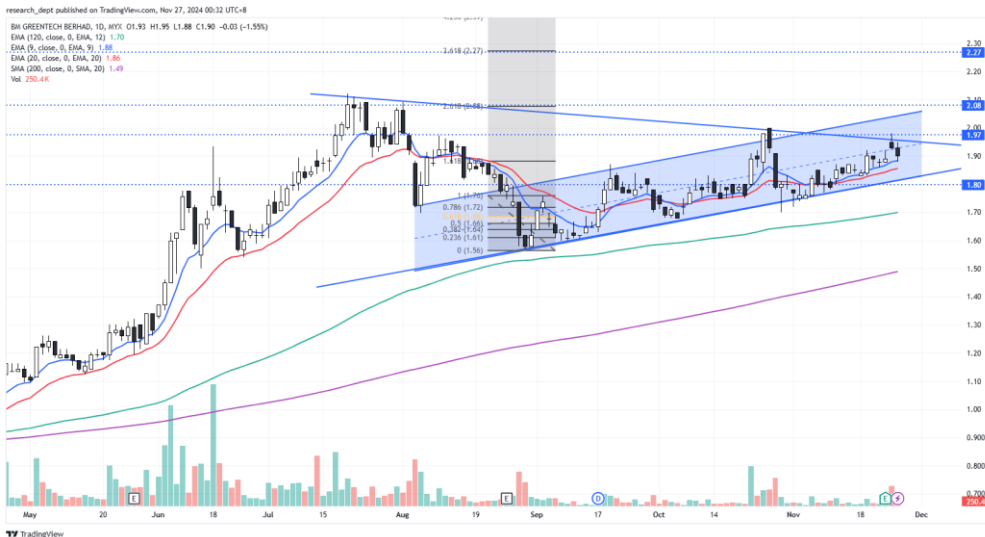 research_dept published on TradingView.com, Nov 27, 2024 00:32 UTC+8
BM GREENTECH BERHAD, 1D, MYX O1.93 H1.95 L1.88 C1.90 -0.03 (-1.55%)
EMA (120, close, 0, EMA, 12) 1.70
EMA (9, close, 0, EMA, 9) 1.88
EMA (20, close, 0, EMA, 20) 1.86
SMA (200, close, 0, SMA, 20) 1.49
Vol 250.4K
2.30
3.618 (2.27)
2.27
2.20
2.10
2.08
2.00
1.97
1.90
1.80
1 (1.76)
0.786 (1.72)
1.70
0.5 (1.66)
0.382 (1.64)
0.236 (1.61)
1.60
0 (1.56)
1.50
1.40
1.30
1.20
1.10
1.00
0.900
0.800
0.700
250.4
E
E
D
E
May 20 Jun 18 Jul 15 Aug 19 Sep 17 Oct 14 Nov 18 Dec
TradingView